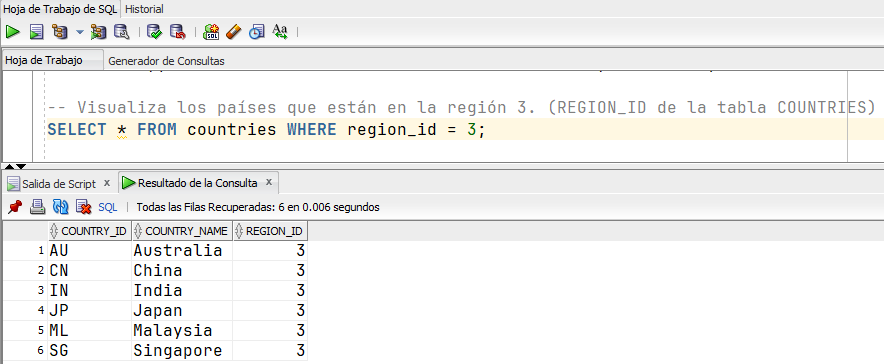 Hoja de Trabajo de SQL Historial
SQL Aa
Hoja de Trabajo Generador de Consultas
-- Visualiza los países que están en la región 3. (REGION_ID de la tabla COUNTRIES)
SELECT * FROM countries WHERE region_id = 3;
Salida de Script x Resultado de la Consulta x
SQL | Todas las Filas Recuperadas: 6 en 0.006 segundos
COUNTRY_ID COUNTRY_NAME REGION_ID
1 AU Australia 3
2 CN China 3
3 IN India 3
4 JP Japan 3
5 ML Malaysia 3
6 SG Singapore 3